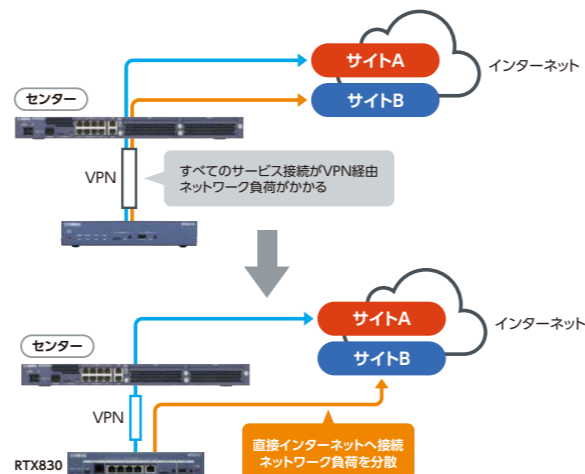 サイトA
サイトB
インターネット
センター
VPN
すべてのサービス接続がVPN経由
ネットワーク負荷がかかる
サイトA
サイトB
インターネット
センター
VPN
直接インターネットへ接続
ネットワーク負荷を分散
RTX830